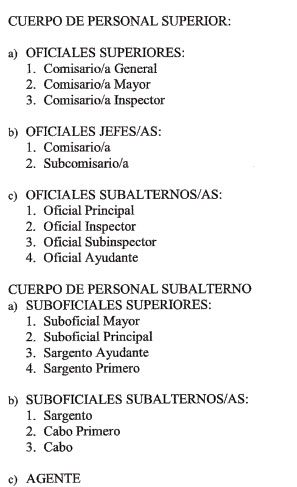 CUERPO DE PERSONAL SUPERIOR:
a) OFICIALES SUPERIORES:
1. Comisario/a General
2. Comisario/a Mayor
3. Comisario/a Inspector
b) OFICIALES JEFES/AS:
1. Comisario/a
2. Subcomisario/a
c) OFICIALES SUBALTERNOS/AS:
1. Oficial Principal
2. Oficial Inspector
3. Oficial Subinspector
4. Oficial Ayudante
CUERPO DE PERSONAL SUBALTERNO
a) SUBOFICIALES SUPERIORES:
1. Suboficial Mayor
2. Suboficial Principal
3. Sargento Ayudante
4. Sargento Primero
b) SUBOFICIALES SUBALTERNOS/AS:
1. Sargento
2. Cabo Primero
3. Cabo
c) AGENTE